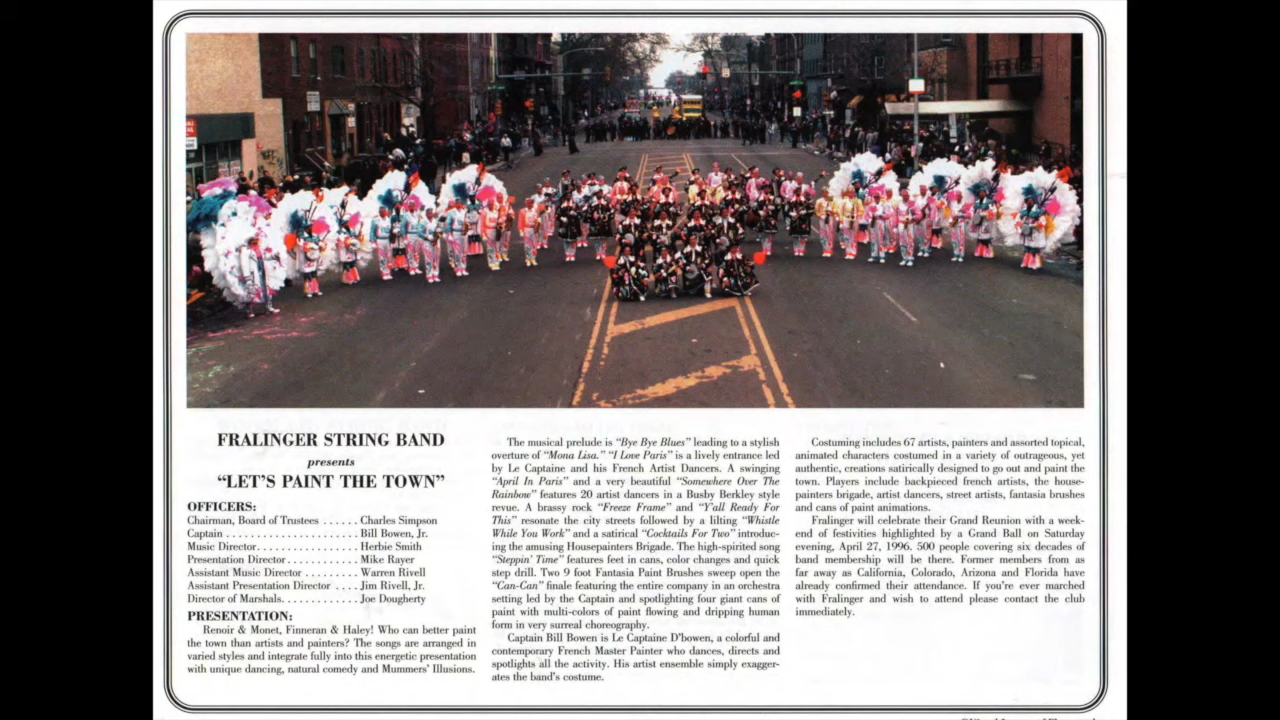 FRALINGER STRING BAND
presents
“LET’S PAINT THE TOWN”
OFFICERS:
Chairman, Board of Trustees . . . . . . Charles Simpson
Captain . . . . . . . . . . . . . . . . . . . . . . . Bill Bowen, Jr.
Music Director. . . . . . . . . . . . . . . . . Herbie Smith
Presentation Director. . . . . . . . . . . . Mike Rayer
Assistant Music Director . . . . . . . . . Warren Rivell
Assistant Presentation Director . . . . Jim Rivell, Jr.
Director of Marshals. . . . . . . . . . . . . Joe Dougherty
PRESENTATION:
Renoir & Monet, Finneran & Haley! Who can better paint
the town than artists and painters? The songs are arranged in
varied styles and integrate fully into this energetic presentation
with unique dancing, natural comedy and Mummers’ Illusions.
The musical prelude is “Bye Bye Blues” leading to a stylish
overture of “Mona Lisa.” “I Love Paris” is a lively entrance led
by Le Captaine and his French Artist Dancers. A swinging
“April In Paris” and a very beautiful “Somewhere Over The
Rainbow” features 20 artist dancers in a Busby Berkley style
revue. A brassy rock “Freeze Frame” and “Y’all Ready For
This” resonate the city streets followed by a lilting “Whistle
While You Work” and a satirical “Cocktails For Two” introduc-
ing the amusing Housepainters Brigade. The high-spirited song
“Steppin’ Time” features feet in cans, color changes and quick
step drill. Two 9 foot Fantasia Paint Brushes sweep open the
“Can-Can” finale featuring the entire company in an orchestra
setting led by the Captain and spotlighting four giant cans of
paint with multi-colors of paint flowing and dripping human
form in very surreal choreography.
Captain Bill Bowen is Le Captaine D’bowen, a colorful and
contemporary French Master Painter who dances, directs and
spotlights all the activity. His artist ensemble simply exagger-
ates the band’s costume.
Costuming includes 67 artists, painters and assorted topical,
animated characters costumed in a variety of outrageous, yet
authentic, creations satirically designed to go out and paint the
town. Players include backpieced french artists, the house-
painters brigade, artist dancers, street artists, fantasia brushes
and cans of paint animations.
Fralinger will celebrate their Grand Reunion with a week-
end of festivities highlighted by a Grand Ball on Saturday
evening, April 27, 1996. 500 people covering six decades of
band membership will be there. Former members from as
far away as California, Colorado, Arizona and Florida have
already confirmed their attendance. If you’re ever marched
with Fralinger and wish to attend please contact the club
immediately.